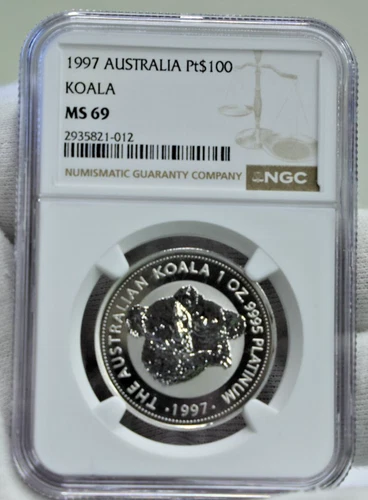 1997 AUSTRALIA Pt$100
KOALA
MS 69
2935821-012
NUMISMATIC GUARANTY COMPANY
NGC
THE AUSTRALIAN KOALA 1 OZ. 9995 PLATINUM
·1997·